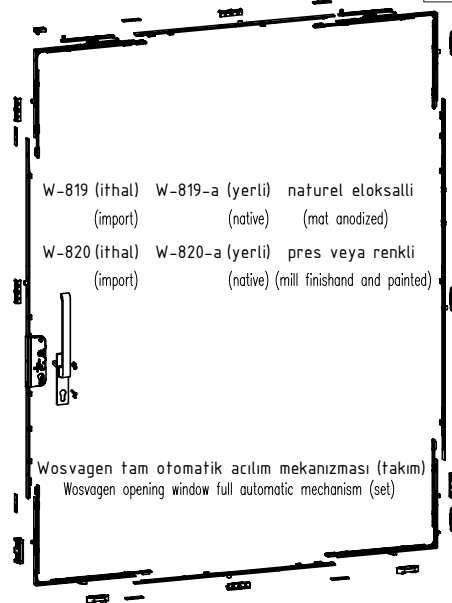 W-819 (ithal) W-819-a (yerli) naturel eloksalli
(import) (native) (mat anodized)
W-820 (ithal) W-820-a (yerli) pres veya renkli
(import) (native) (mill finishand and painted)
Wosvagen tam otomatik acılım mekanizması (takım)
Wosvagen opening window full automatic mechanism (set)